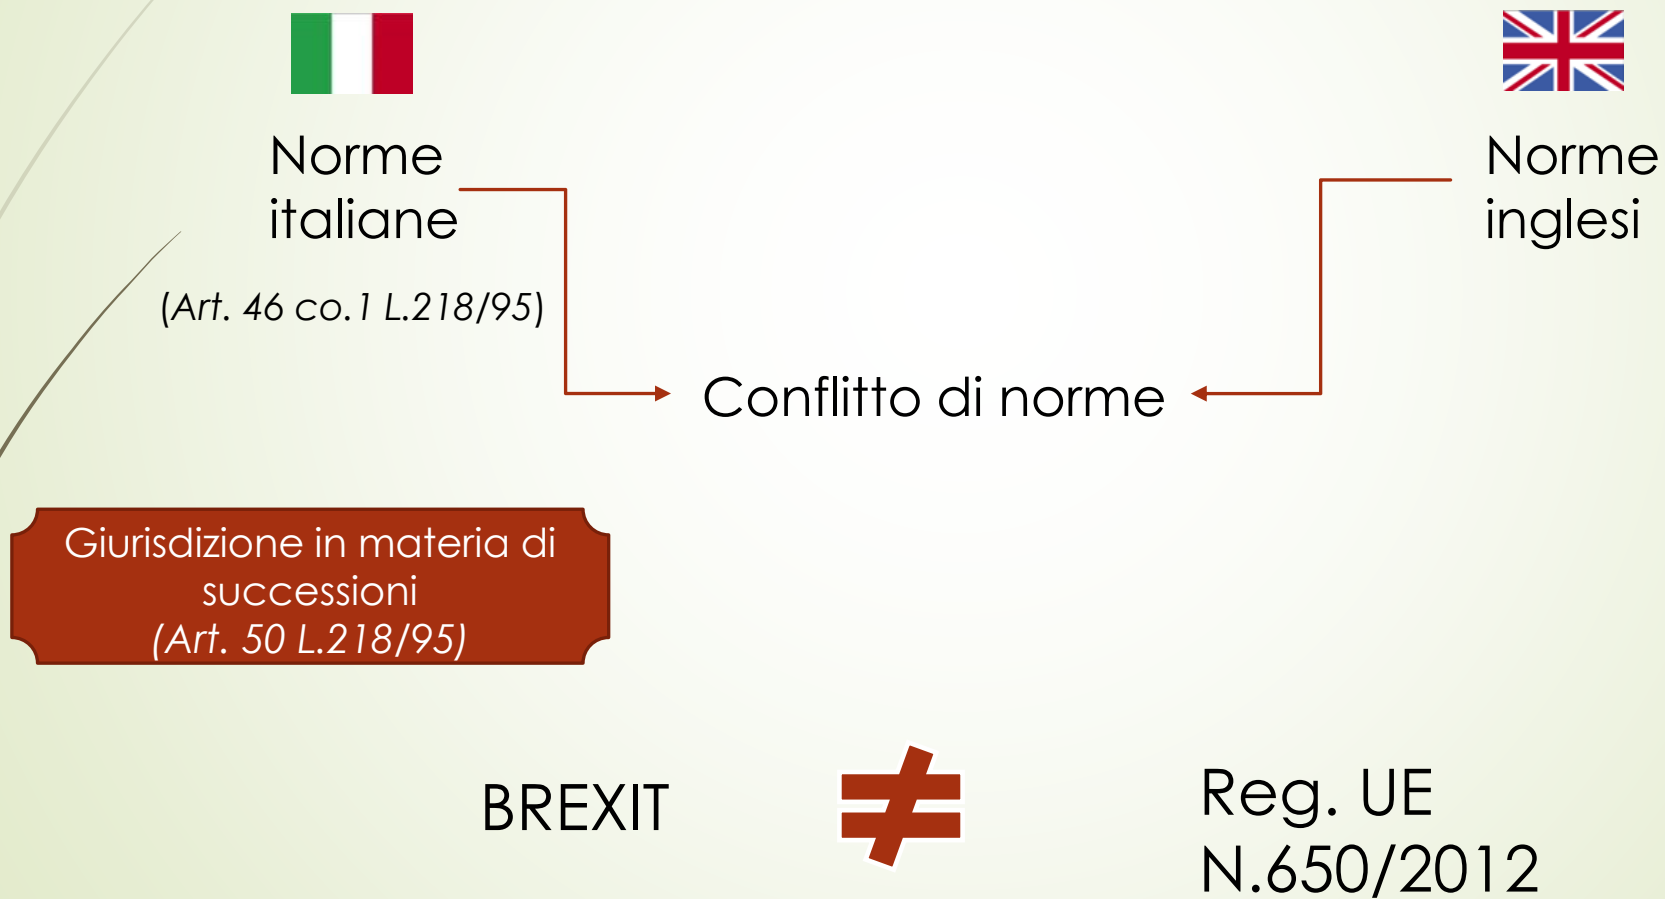 Norme
italiane
(Art. 46 co.1 L.218/95)
Norme
inglesi
Conflitto di norme
Giurisdizione in materia di
successioni
(Art. 50 L.218/95)
BREXIT
≠
Reg. UE
N.650/2012